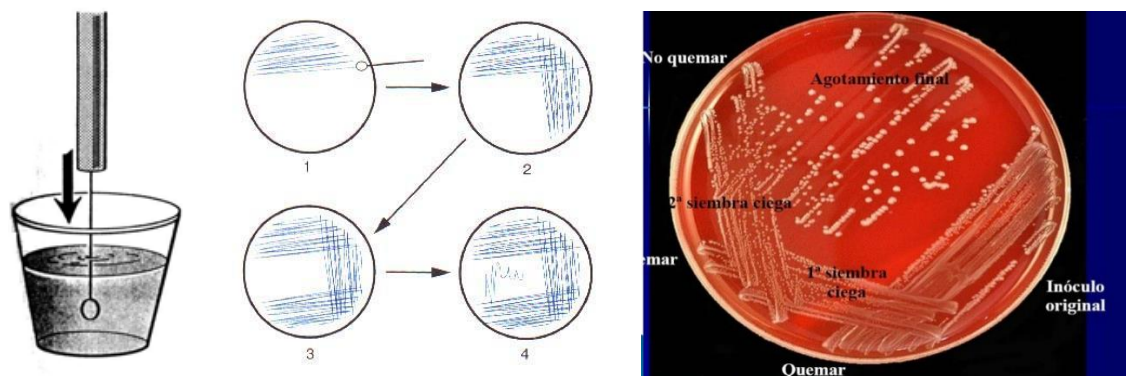 1
2
3
4
No quemar
Agotamiento final
2ª siembra ciega
emar
1ª siembra
ciega
Inóculo
original
Quemar